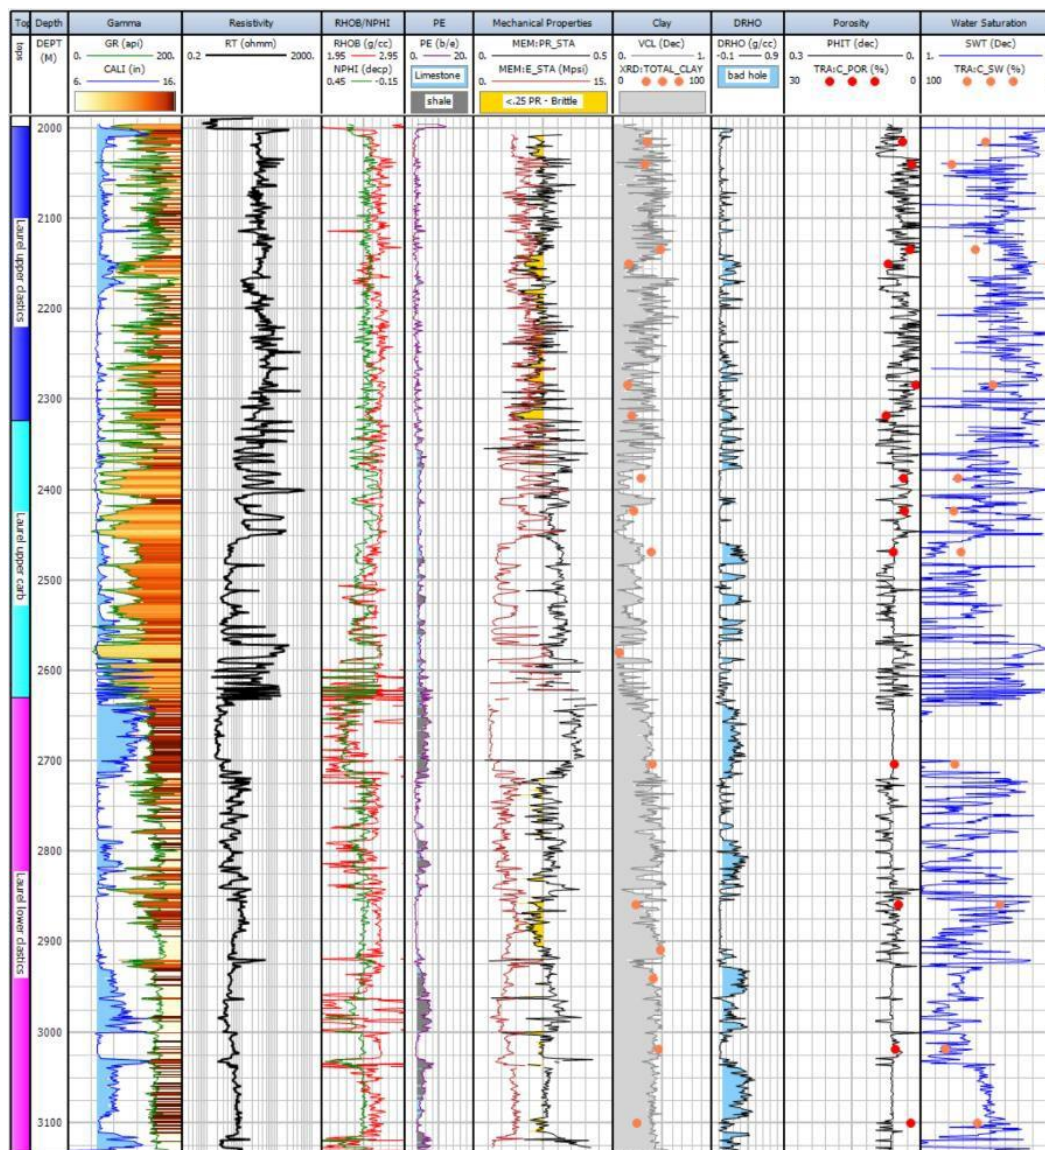 Top Depth Gamma Resistivity RHOB/NPHI PE Mechanical Properties Clay DRHO Porosity Water Saturation
tops
DEPT
(M)
GR (api)
0. 200.
CALI (in)
6. 16.
RT (ohmm)
0.2 2000.
RHOB (g/cc)
1.95 2.95
NPHI (decp)
0.45 -0.15
PE (b/e)
0. 20.
Limestone
shale
MEM:PR_STA
0. 0.5
MEM:E_STA (Mpsi)
0. 15.
<.25 PR - Brittle
VCL (Dec)
0. 1.
XRD:TOTAL_CLAY
0 100
DRHO (g/cc)
-0.1 0.9
bad hole
PHIT (dec)
0.3 0.
TRA:C_POR (%)
30 0
SWT (Dec)
1. 
TRA:C_SW (%)
100
2000
2100
2200
2300
2400
2500
2600
2700
2800
2900
3000
3100
Laurel upper clastics
Laurel upper carb
Laurel lower clastics